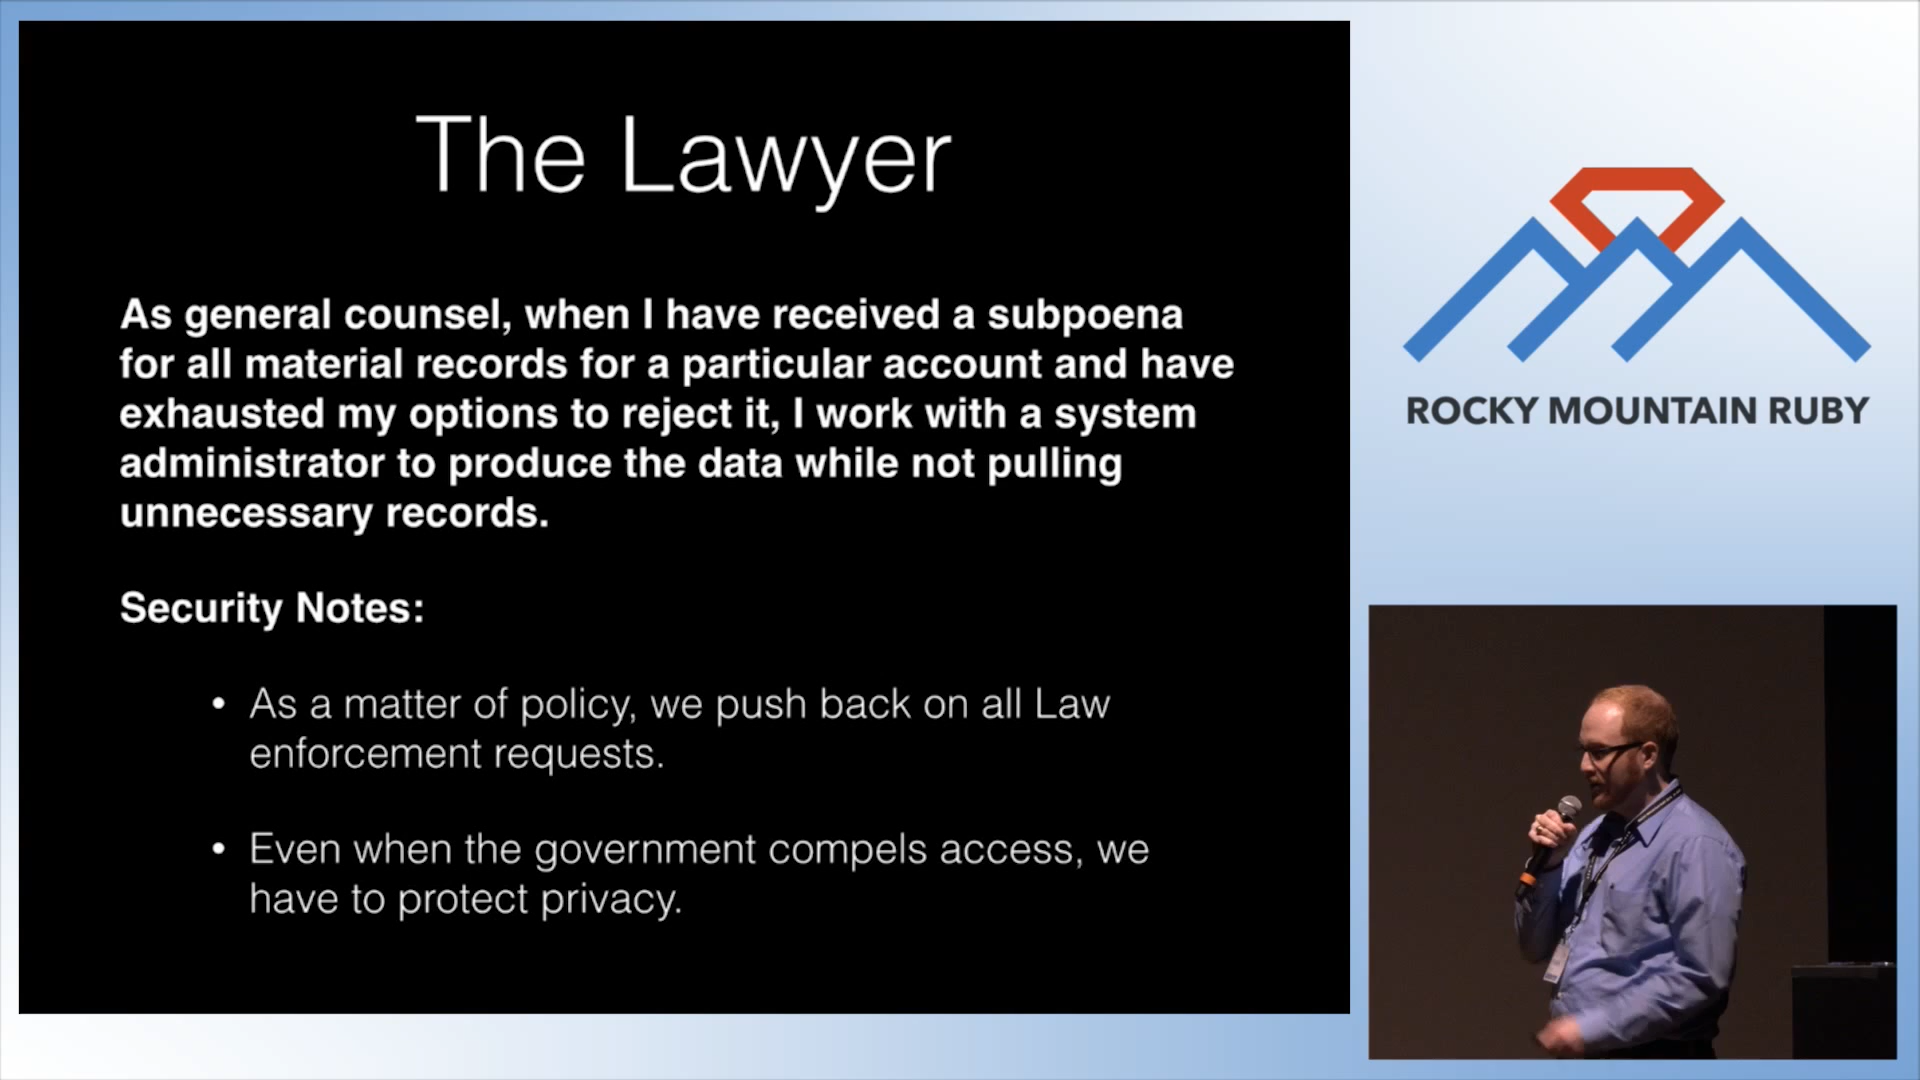 The Lawyer
As general counsel, when I have received a subpoena
for all material records for a particular account and have
exhausted my options to reject it, I work with a system
administrator to produce the data while not pulling
unnecessary records.
Security Notes:
• As a matter of policy, we push back on all Law
enforcement requests.
• Even when the government compels access, we
have to protect privacy.
ROCKY MOUNTAIN RUBY